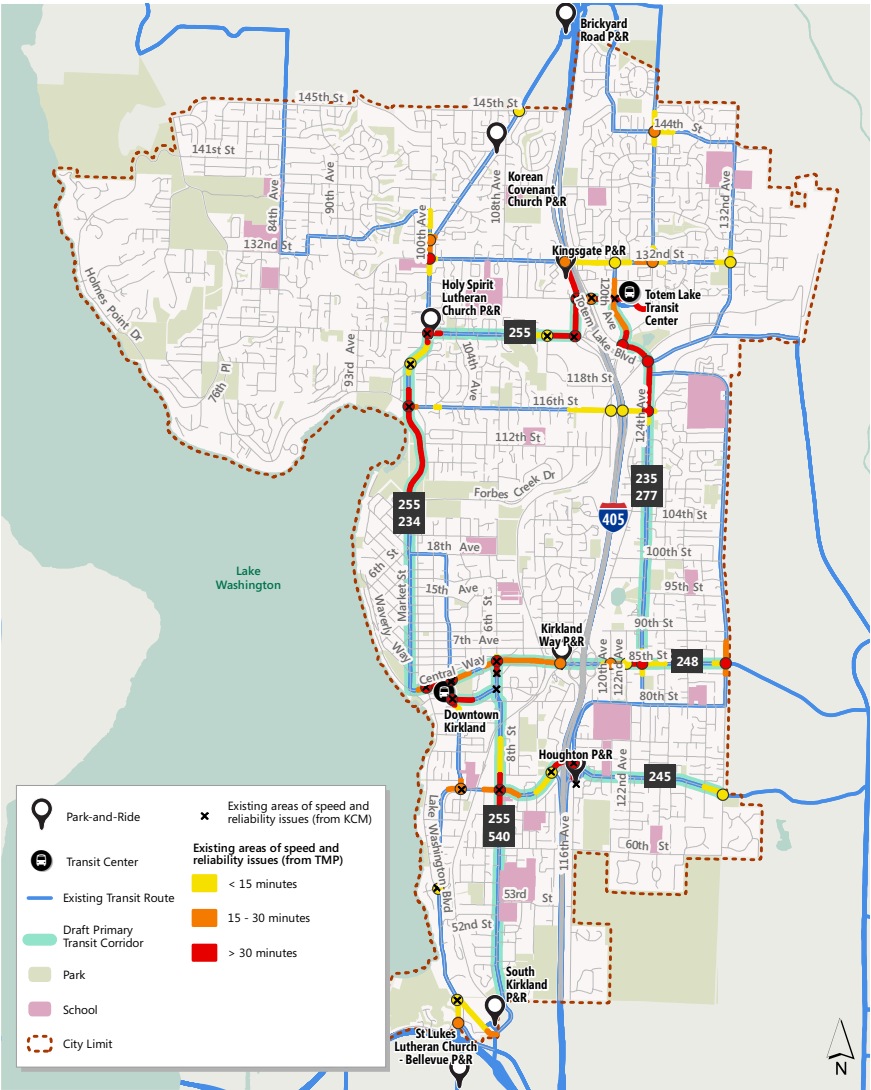 Brickyard
Road P&R
145th St
145th St
144th St
141st St
Korean
Covenant
Church P&R
84th Ave
90th Ave
108th Ave
132nd Ave
100th Ave
132nd St
Kingsgate P&R
132nd St
Holmes Point Dr
Holy Spirit
Lutheran
Church P&R
120th Ave
Totem Lake
Transit
Center
255
Totem Lake Blvd
93rd Ave
104th Ave
76th Pl
118th St
116th St
124th Ave
112th St
Forbes Creek Dr
235
277
255
234
405
104th St
18th Ave
100th St
6th St
Lake
Washington
Market St
15th Ave
95th St
Waverly Way
6th St
90th St
7th Ave
Kirkland
Way P&R
120th Ave
122nd Ave
85th St
248
Central Way
80th St
Downtown
Kirkland
8th St
Houghton P&R
122nd Ave
245
Lake Washington Blvd
255
540
116th Ave
60th St
53rd St
52nd St
South
Kirkland
P&R
St Lukes
Lutheran Church
- Bellevue P&R
Park-and-Ride
Transit Center
Existing Transit Route
Draft Primary
Transit Corridor
Park
School
City Limit
Existing areas of speed and
reliability issues (from KCM)
Existing areas of speed and
reliability issues (from TMP)
< 15 minutes
15 - 30 minutes
> 30 minutes
N